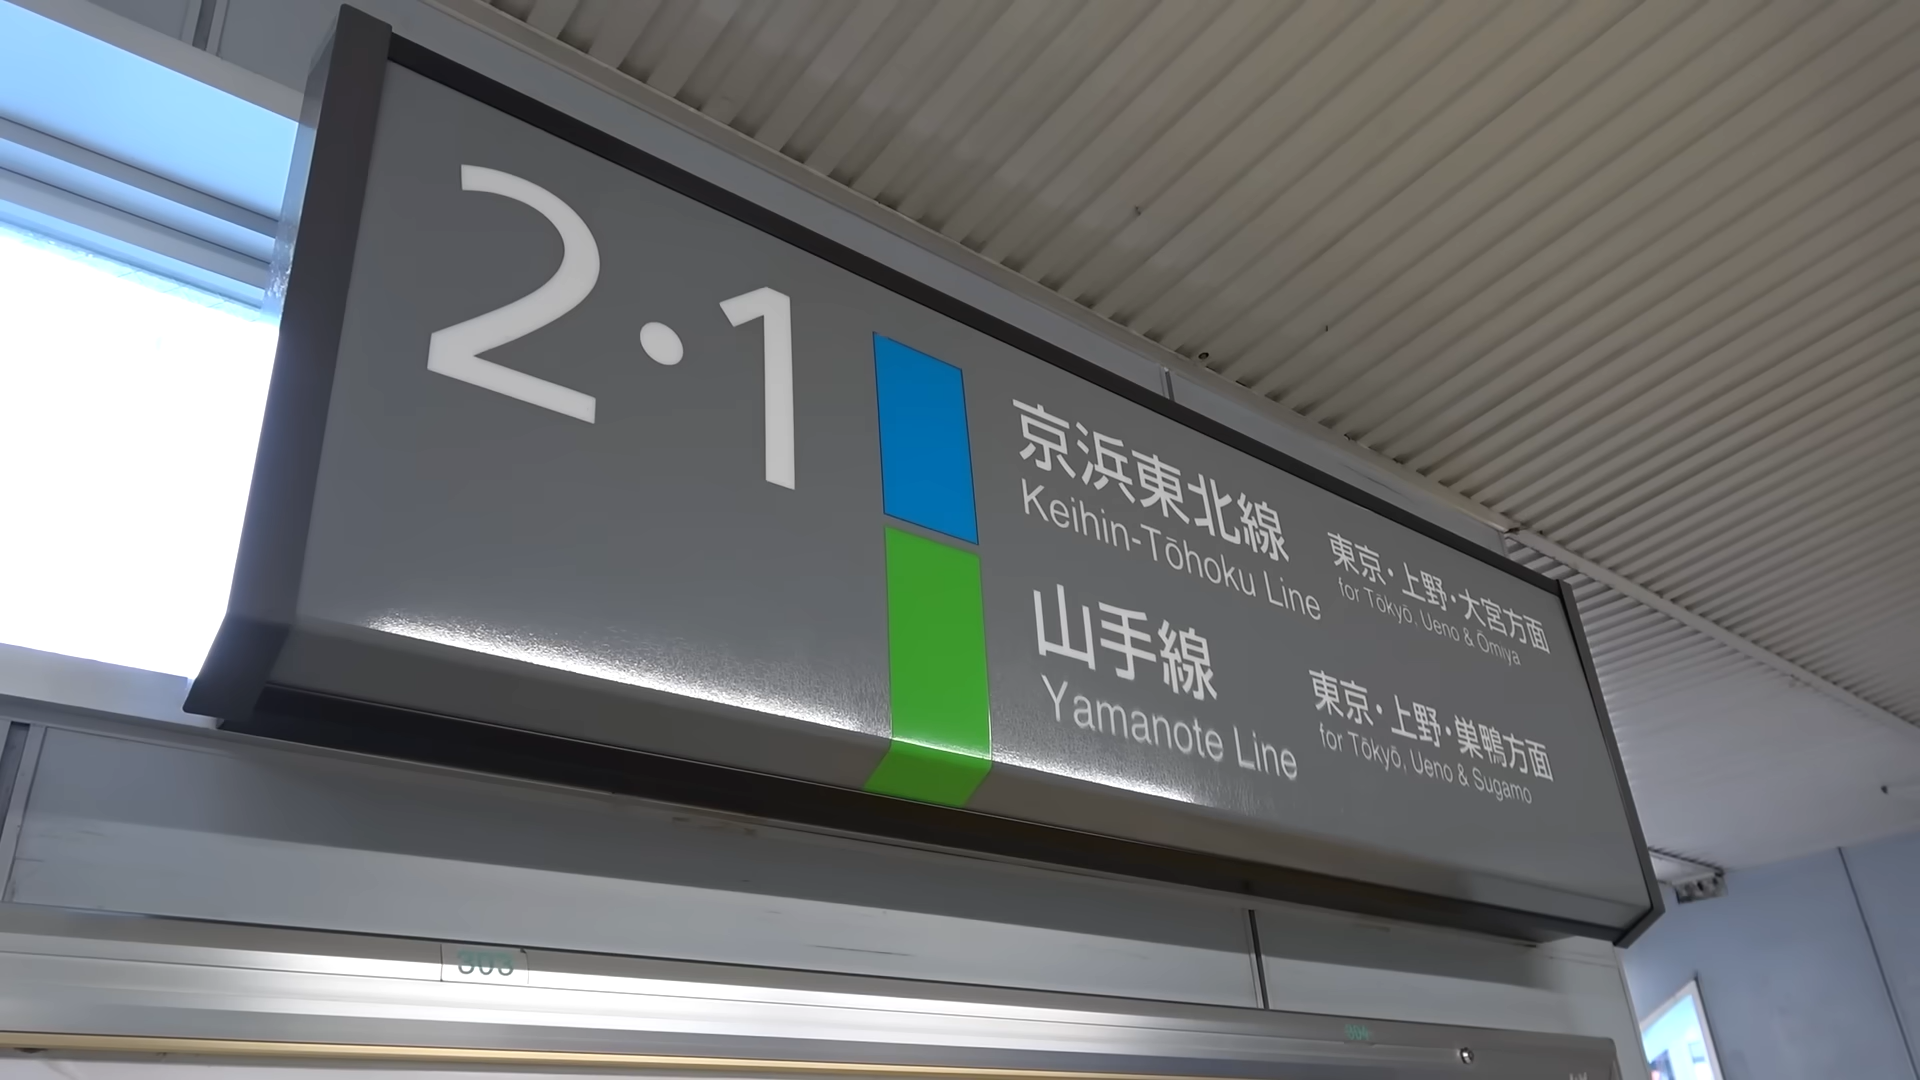 2・1
京浜東北線 東京・上野・大宮方面
Keihin-Tōhoku Line for Tōkyō, Ueno & Ōmiya
山手線 東京・上野・巣鴨方面
Yamanote Line for Tōkyō, Ueno & Sugamo
303
304